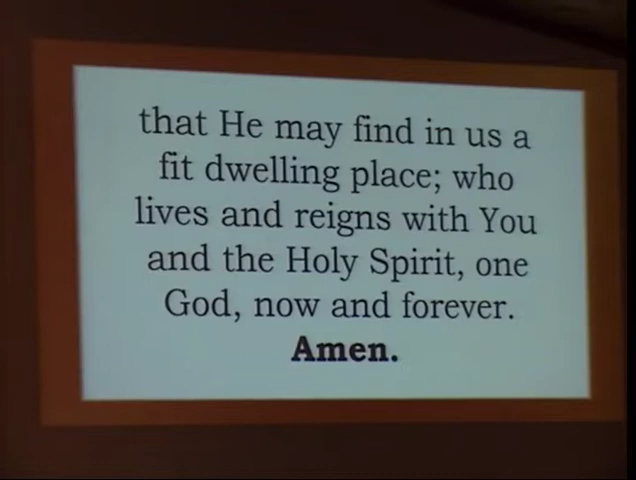 that He may find in us a
fit dwelling place; who
lives and reigns with You
and the Holy Spirit, one
God, now and forever.
Amen.